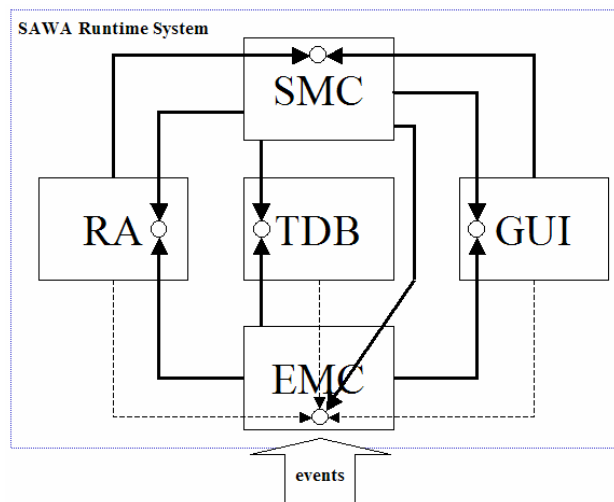 SAWA Runtime System
SMC
RA
TDB
GUI
EMC
events